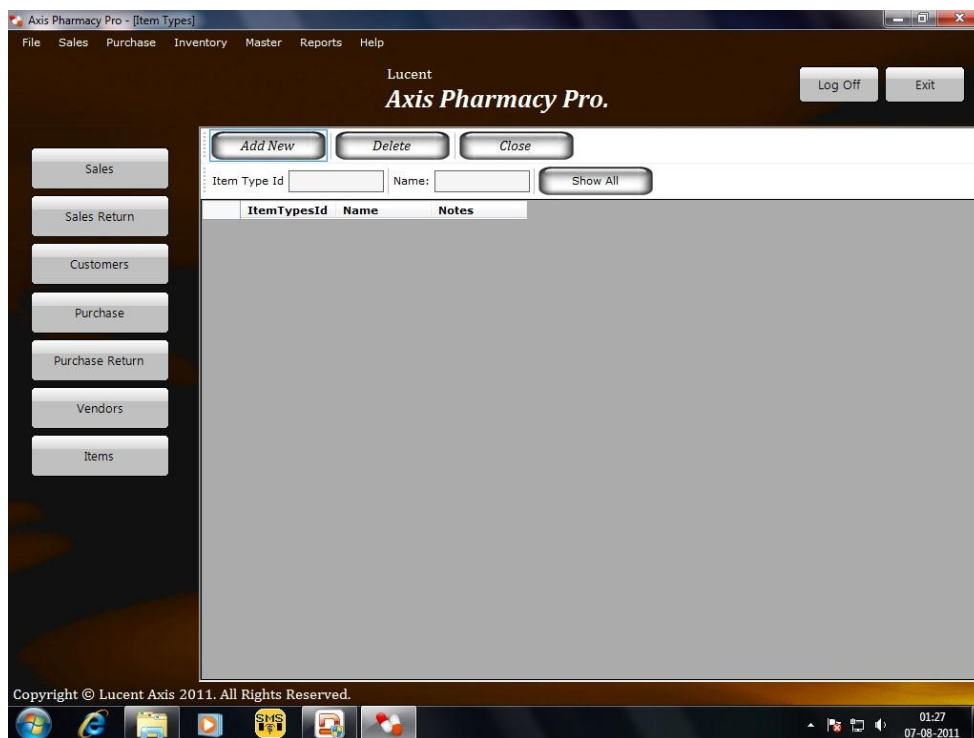 Axis Pharmacy Pro - [Item Types]
File Sales Purchase Inventory Master Reports Help
Lucent
Axis Pharmacy Pro.
Log Off Exit
Add New Delete Close
Item Type Id Name: Show All
ItemTypesId Name Notes
Sales
Sales Return
Customers
Purchase
Purchase Return
Vendors
Items
Copyright © Lucent Axis 2011. All Rights Reserved.
SMS
01:27
07-08-2011